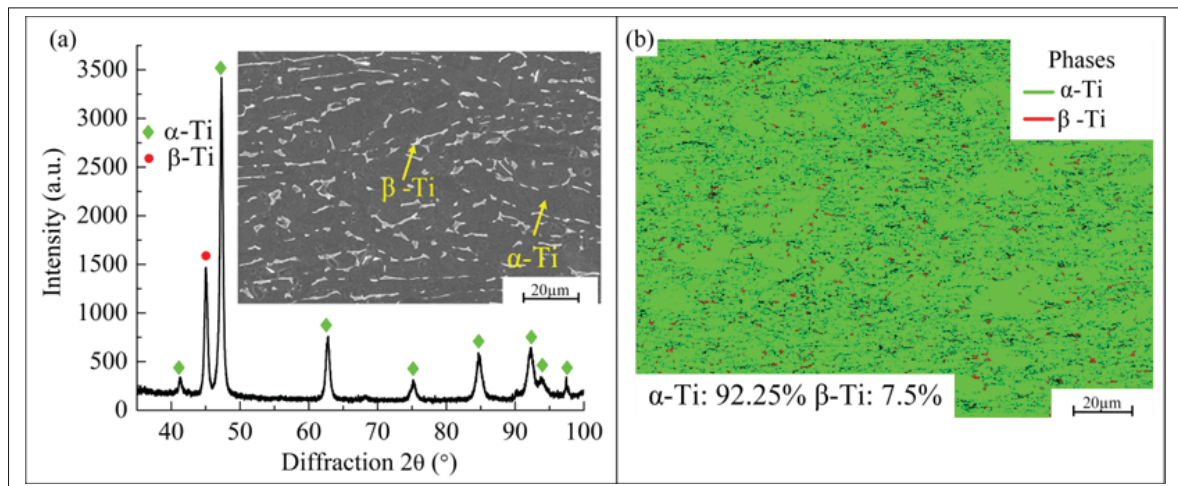 (a)
3500
3000
2500
2000
1500
1000
500
0
Intensity (a.u.)
α-Ti
β-Ti
β -Ti
α-Ti
20μm
40 50 60 70 80 90 100
Diffraction 2θ (°)
(b)
Phases
α-Ti
β -Ti
α-Ti: 92.25% β-Ti: 7.5%
20μm